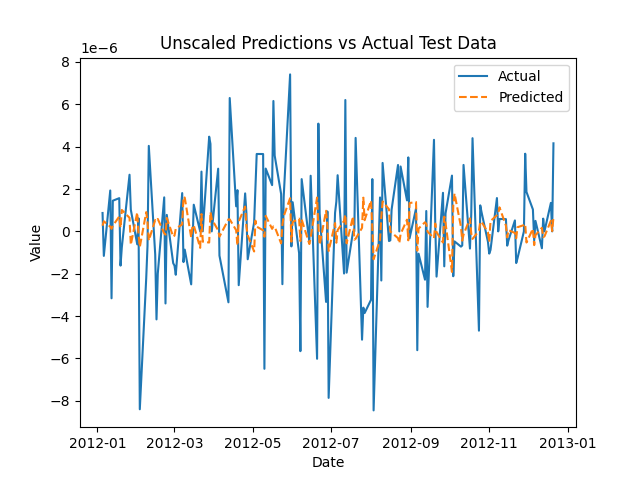 Unscaled Predictions vs Actual Test Data
1e−6
Actual
Predicted
8
6
4
2
0
−2
−4
−6
−8
Value
2012-01 2012-03 2012-05 2012-07 2012-09 2012-11 2013-01
Date